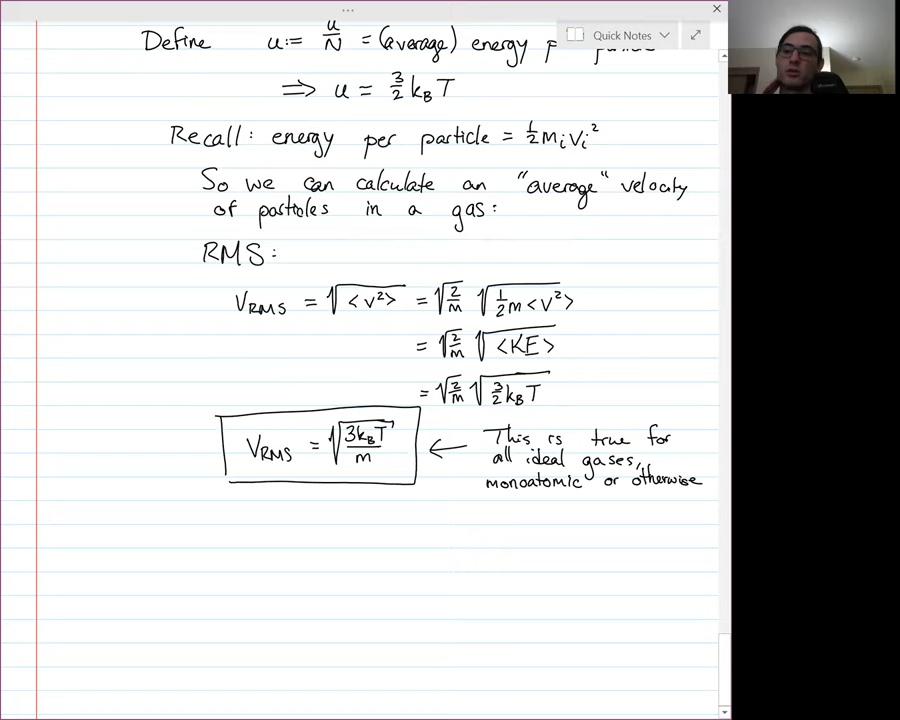 ...
Quick Notes
Define u := u/N = (average) energy p
⟹ u = 3/2 k_B T
Recall: energy per particle = 1/2 m_i v_i^2
So we can calculate an "average" velocity
of particles in a gas:
RMS:
V_RMS = √<v^2> = √(2/m) √(1/2 m <v^2>)
= √(2/m) √<KE>
= √(2/m) √(3/2 k_B T)
V_RMS = √(3k_B T/m) ← This is true for
all ideal gases,
monoatomic or otherwise